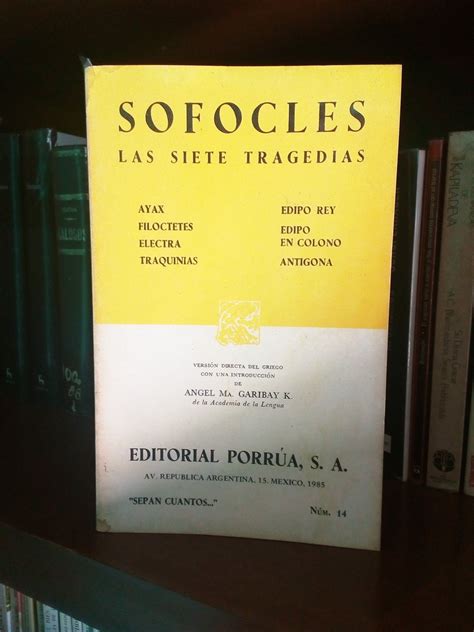 SOFOCLES
LAS SIETE TRAGEDIAS
AYAX
FILOCTETES
ELECTRA
TRAQUINIAS
EDIPO REY
EDIPO
EN COLONO
ANTIGONA
VERSIÓN DIRECTA DEL GRIEGO
CON UNA INTRODUCCIÓN
DE
ANGEL Mª. GARIBAY K.
de la Academia de la Lengua
EDITORIAL PORRÚA, S. A.
AV. REPUBLICA ARGENTINA, 15. MEXICO, 1985
"SEPAN CUANTOS..."
NÚM. 14